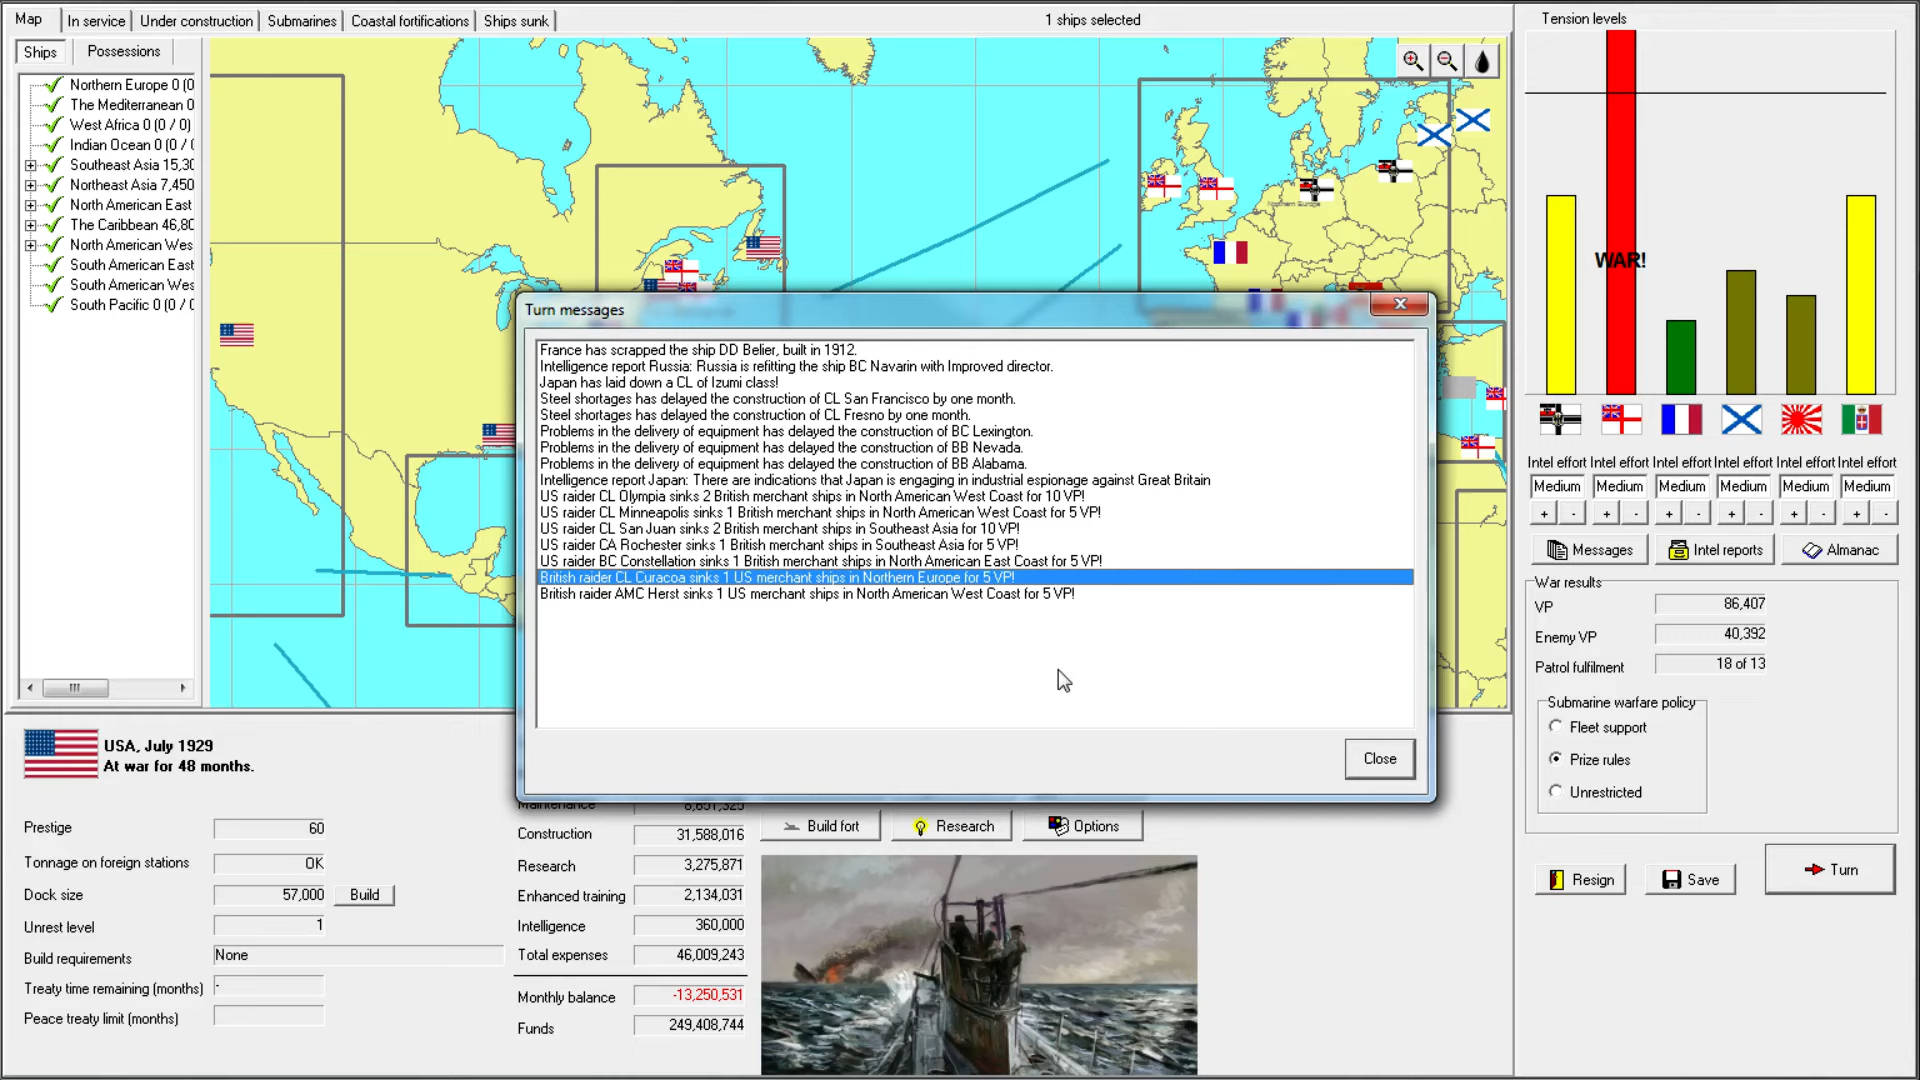 Map
In service
Under construction
Submarines
Coastal fortifications
Ships sunk
1 ships selected
Ships
Possessions
Northern Europe 0 (0
The Mediterranean 0
West Africa 0 (0 / 0)
Indian Ocean 0 (0 / (
Southeast Asia 15,30
Northeast Asia 7,450
North American East
The Caribbean 46,80
North American Wes
South American East
South American Wes
South Pacific 0 (0 / 0
Northern Europe
Turn messages
France has scrapped the ship DD Belier, built in 1912.
Intelligence report Russia: Russia is refitting the ship BC Navarin with Improved director.
Japan has laid down a CL of Izumi class!
Steel shortages has delayed the construction of CL San Francisco by one month.
Steel shortages has delayed the construction of CL Fresno by one month.
Problems in the delivery of equipment has delayed the construction of BC Lexington.
Problems in the delivery of equipment has delayed the construction of BB Nevada.
Problems in the delivery of equipment has delayed the construction of BB Alabama.
Intelligence report Japan: There are indications that Japan is engaging in industrial espionage against Great Britain
US raider CL Olympia sinks 2 British merchant ships in North American West Coast for 10 VP!
US raider CL Minneapolis sinks 1 British merchant ships in North American West Coast for 5 VP!
US raider CL San Juan sinks 2 British merchant ships in Southeast Asia for 10 VP!
US raider CA Rochester sinks 1 British merchant ships in Southeast Asia for 5 VP!
US raider BC Constellation sinks 1 British merchant ships in North American East Coast for 5 VP!
British raider CL Curacoa sinks 1 US merchant ships in Northern Europe for 5 VP!
British raider AMC Herst sinks 1 US merchant ships in North American West Coast for 5 VP!
Close
USA, July 1929
At war for 48 months.
Prestige 60
Tonnage on foreign stations OK
Dock size 57,000 Build
Unrest level 1
Build requirements None
Treaty time remaining (months) -
Peace treaty limit (months)
Maintenance 8,651,325
Construction 31,588,016
Research 3,275,871
Enhanced training 2,134,031
Intelligence 360,000
Total expenses 46,009,243
Monthly balance -13,250,531
Funds 249,408,744
Build fort
Research
Options
Tension levels
WAR!
Intel effort Intel effort Intel effort Intel effort Intel effort Intel effort
Medium Medium Medium Medium Medium Medium
+ - + - + - + - + - + -
Messages
Intel reports
Almanac
War results
VP 86,407
Enemy VP 40,392
Patrol fulfilment 18 of 13
Submarine warfare policy
Fleet support
Prize rules
Unrestricted
Resign
Save
Turn